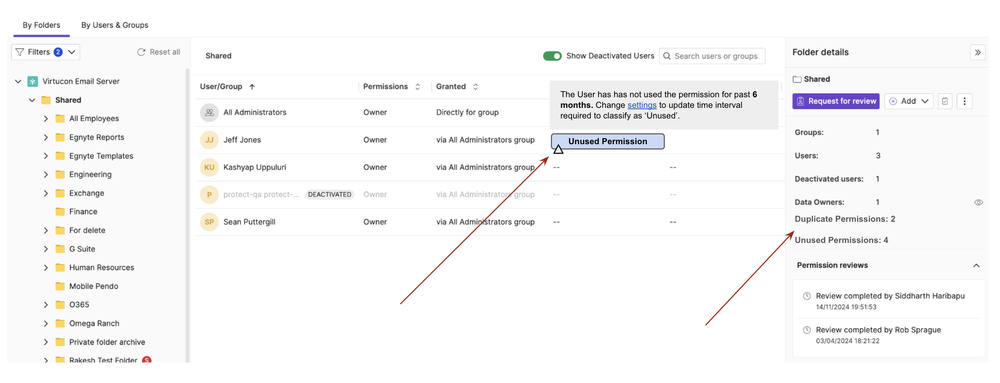 By Folders
By Users & Groups
Filters 2
Reset all
Virtucon Email Server
Shared
All Employees
Egnyte Reports
Egnyte Templates
Engineering
Exchange
Finance
For delete
G Suite
Human Resources
Mobile Pendo
O365
Omega Ranch
Private folder archive
Rakesh Test Folder S
Shared
Show Deactivated Users
Search users or groups
User/Group Permissions Granted
The User has has not used the permission for past 6
months. Change settings to update time interval
required to classify as ‘Unused’.
All Administrators Owner Directly for group
JJ Jeff Jones Owner via All Administrators group Unused Permission
KU Kashyap Uppuluri Owner via All Administrators group -- --
P protect-qa protect-... DEACTIVATED Owner via All Administrators group -- --
SP Sean Puttergill Owner via All Administrators group -- --
Folder details
Shared
Request for review
Add
Groups: 1
Users: 3
Deactivated users: 1
Data Owners: 1
Duplicate Permissions: 2
Unused Permissions: 4
Permission reviews
Review completed by Siddharth Haribapu
14/11/2024 19:51:53
Review completed by Rob Sprague
03/04/2024 18:21:22